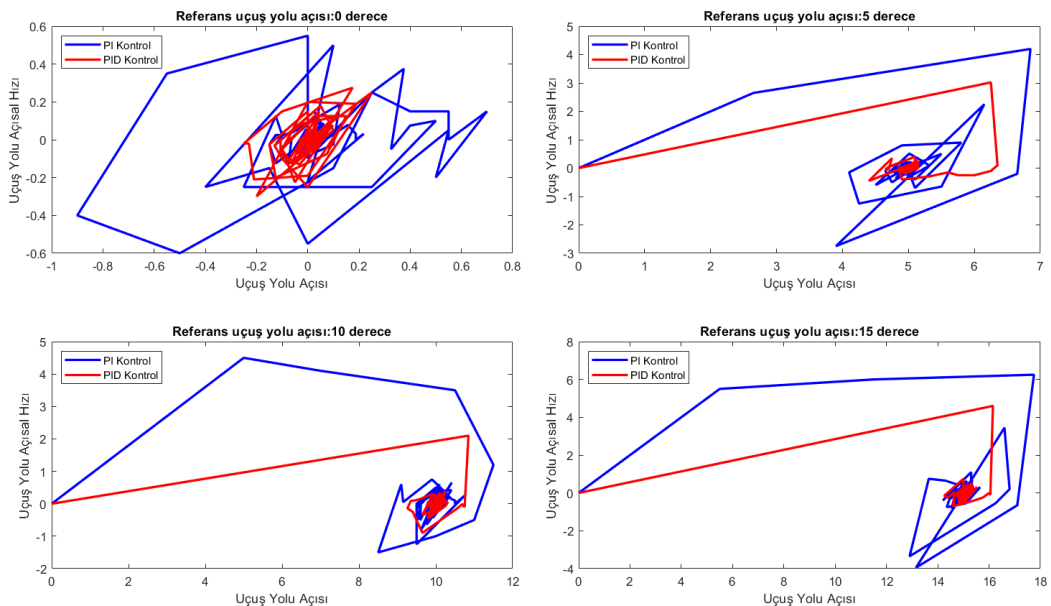 Referans uçuş yolu açısı:0 derece
PI Kontrol
PID Kontrol
Uçuş Yolu Açısal Hızı
0.6
0.4
0.2
0
-0.2
-0.4
-0.6
-1 -0.8 -0.6 -0.4 -0.2 0 0.2 0.4 0.6 0.8
Uçuş Yolu Açısı
Referans uçuş yolu açısı:5 derece
PI Kontrol
PID Kontrol
Uçuş Yolu Açısal Hızı
5
4
3
2
1
0
-1
-2
-3
0 1 2 3 4 5 6 7
Uçuş Yolu Açısı
Referans uçuş yolu açısı:10 derece
PI Kontrol
PID Kontrol
Uçuş Yolu Açısal Hızı
5
4
3
2
1
0
-1
-2
0 2 4 6 8 10 12
Uçuş Yolu Açısı
Referans uçuş yolu açısı:15 derece
PI Kontrol
PID Kontrol
Uçuş Yolu Açısal Hızı
8
6
4
2
0
-2
-4
0 2 4 6 8 10 12 14 16 18
Uçuş Yolu Açısı